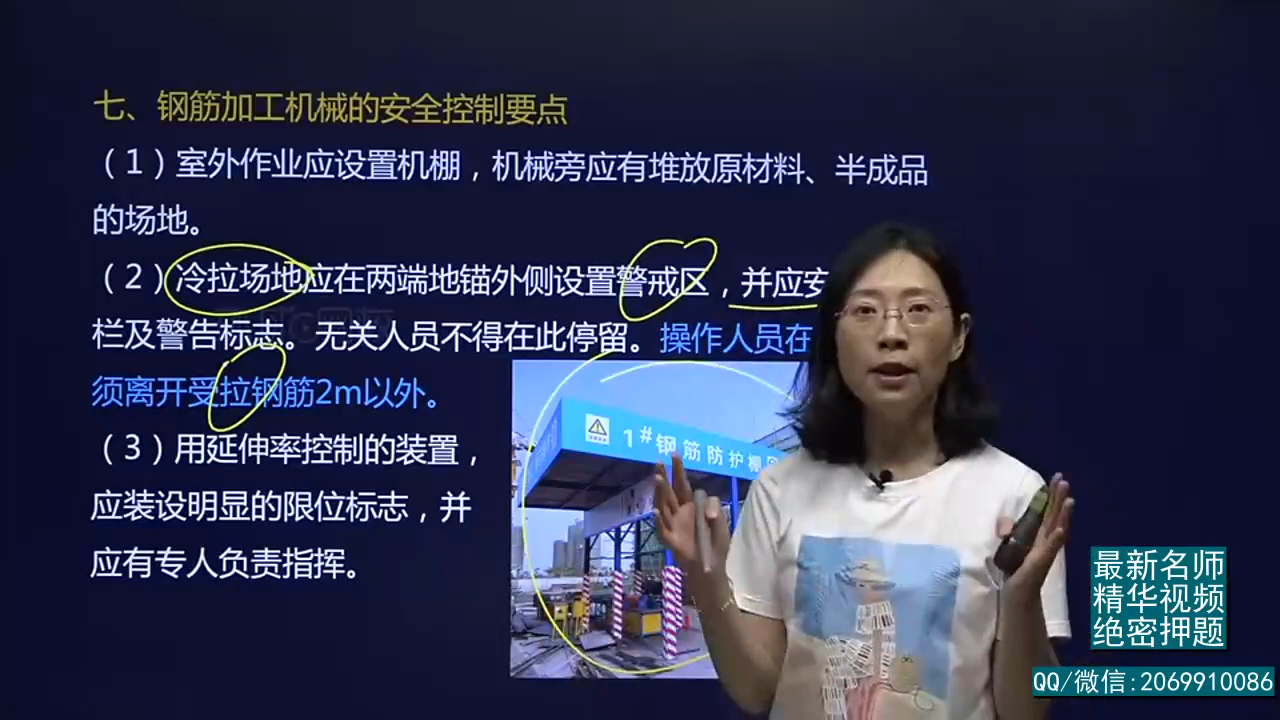 七、钢筋加工机械的安全控制要点
（1）室外作业应设置机棚，机械旁应有堆放原材料、半成品
的场地。
（2）冷拉场地应在两端地锚外侧设置警戒区，并应安
栏及警告标志。无关人员不得在此停留。操作人员在
须离开受拉钢筋2m以外。
1#钢筋防护棚
（3）用延伸率控制的装置，
应装设明显的限位标志，并
应有专人负责指挥。
最新名师
精华视频
绝密押题
QQ/微信:2069910086